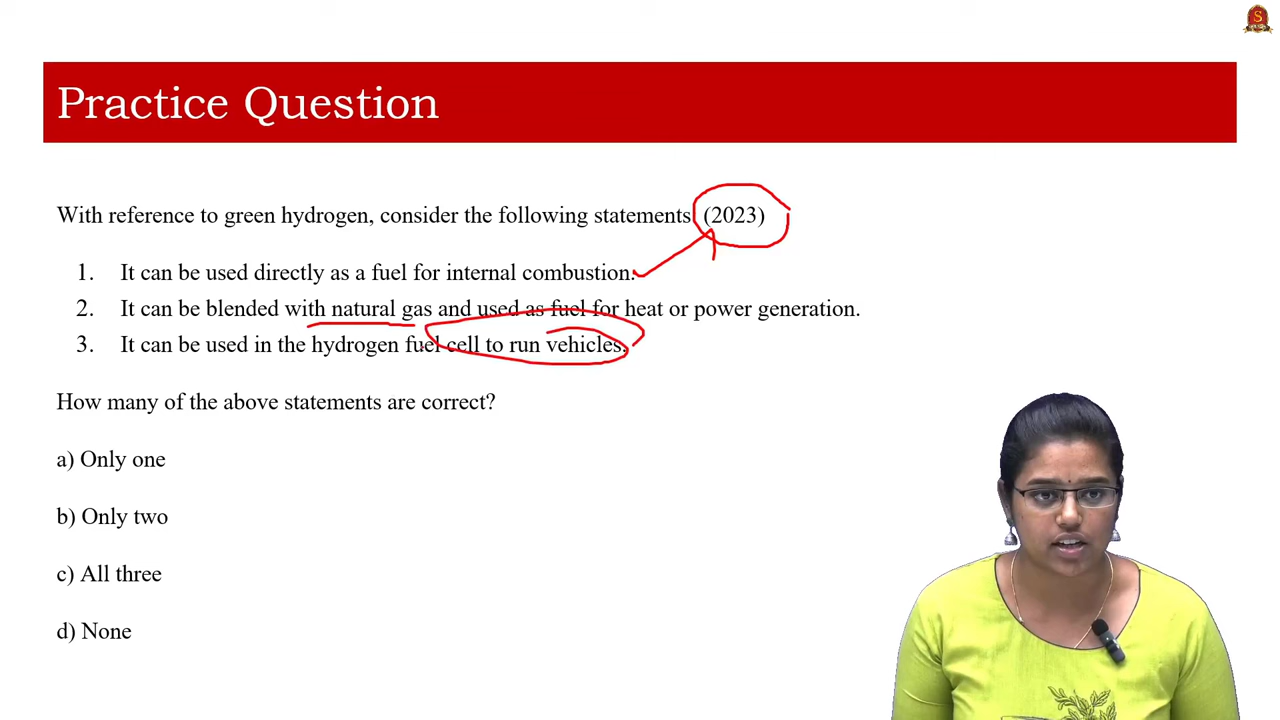 Practice Question
With reference to green hydrogen, consider the following statements (2023)
1. It can be used directly as a fuel for internal combustion.
2. It can be blended with natural gas and used as fuel for heat or power generation.
3. It can be used in the hydrogen fuel cell to run vehicles.
How many of the above statements are correct?
a) Only one
b) Only two
c) All three
d) None